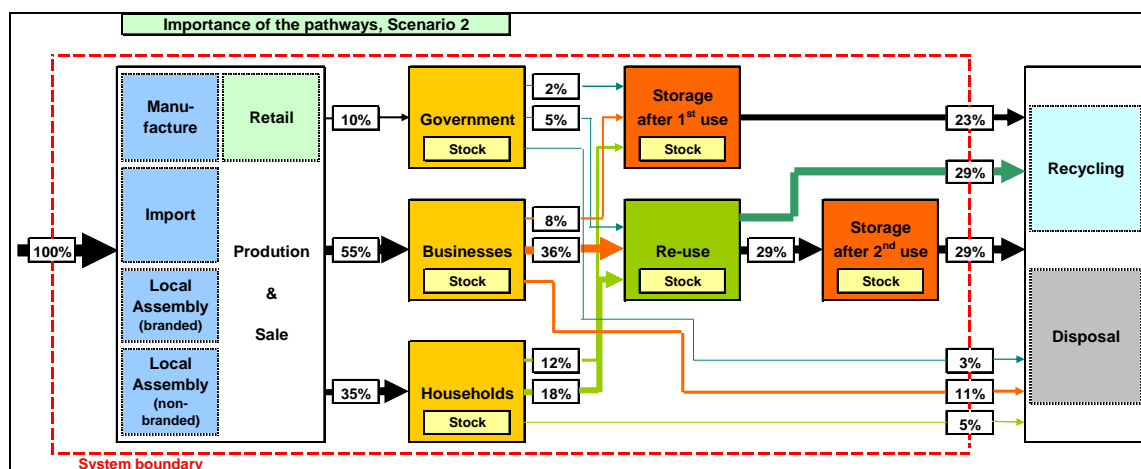 Importance of the pathways, Scenario 2
Manu-
facture
Retail
Import
Local
Assembly
(branded)
Local
Assembly
(non-
branded)
Prodution
&
Sale
100%
10%
55%
35%
Government
Stock
Businesses
Stock
Households
Stock
2%
5%
8%
36%
12%
18%
Storage
after 1st use
Stock
Re-use
Stock
29%
Storage
after 2nd use
Stock
23%
29%
29%
3%
11%
5%
Recycling
Disposal
System boundary